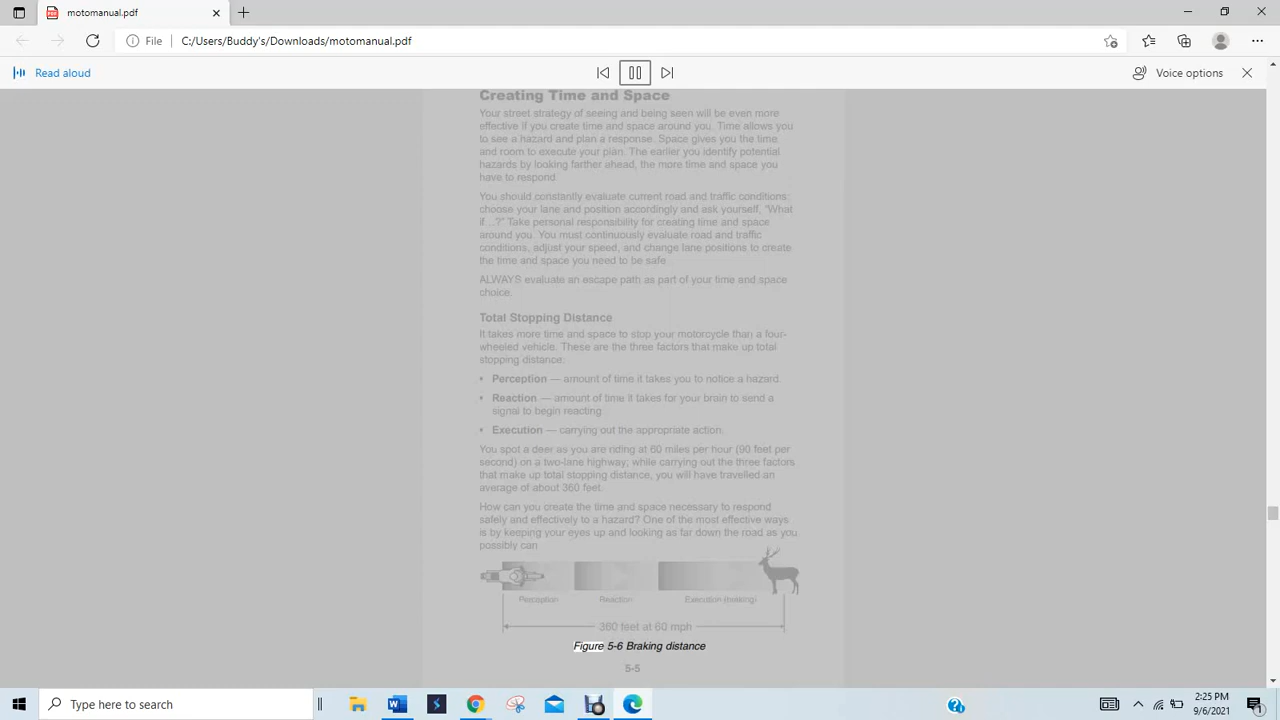 motomanual.pdf
File
C:/Users/Buddy's/Downloads/motomanual.pdf
Read aloud
Voice options
Creating Time and Space
Your street strategy of seeing and being seen will be even more
effective if you create time and space around you. Time allows you
to see a hazard and plan a response. Space gives you the time
and room to execute your plan. The earlier you identify potential
hazards by looking farther ahead, the more time and space you
have to respond
You should constantly evaluate current road and traffic conditions:
choose your lane and position accordingly and ask yourself, “What
if…?” Take personal responsibility for creating time and space
around you. You must continuously evaluate road and traffic
conditions, adjust your speed, and change lane positions to create
the time and space you need to be safe
ALWAYS evaluate an escape path as part of your time and space
choice.
Total Stopping Distance
It takes more time and space to stop your motorcycle than a four-
wheeled vehicle. These are the three factors that make up total
stopping distance:
• Perception — amount of time it takes you to notice a hazard.
• Reaction — amount of time it takes for your brain to send a
signal to begin reacting
• Execution — carrying out the appropriate action.
You spot a deer as you are riding at 60 miles per hour (90 feet per
second) on a two-lane highway; while carrying out the three factors
that make up total stopping distance, you will have travelled an
average of about 360 feet.
How can you create the time and space necessary to respond
safely and effectively to a hazard? One of the most effective ways
is by keeping your eyes up and looking as far down the road as you
possibly can
Perception Reaction Execution (braking)
360 feet at 60 mph
Figure 5-6 Braking distance
5-5
Type here to search
2:25 PM
9/6/2021